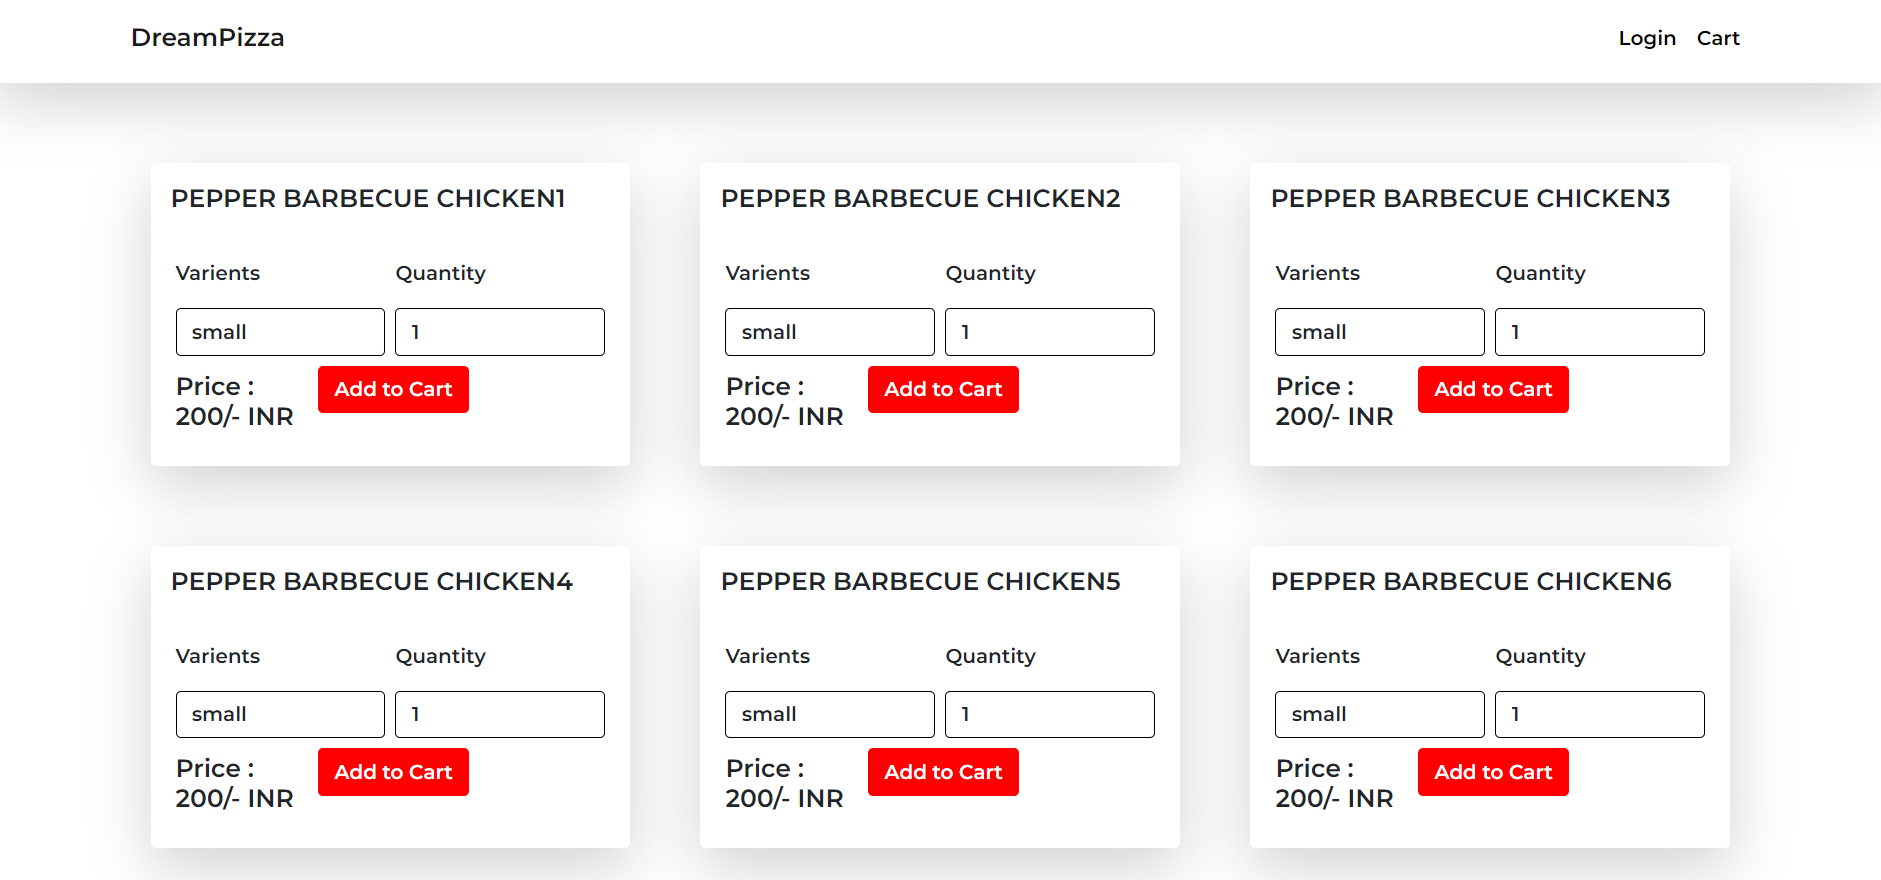 DreamPizza
Login Cart
PEPPER BARBECUE CHICKEN1
Varients Quantity
small 1
Price :
200/- INR
Add to Cart
PEPPER BARBECUE CHICKEN2
Varients Quantity
small 1
Price :
200/- INR
Add to Cart
PEPPER BARBECUE CHICKEN3
Varients Quantity
small 1
Price :
200/- INR
Add to Cart
PEPPER BARBECUE CHICKEN4
Varients Quantity
small 1
Price :
200/- INR
Add to Cart
PEPPER BARBECUE CHICKEN5
Varients Quantity
small 1
Price :
200/- INR
Add to Cart
PEPPER BARBECUE CHICKEN6
Varients Quantity
small 1
Price :
200/- INR
Add to Cart